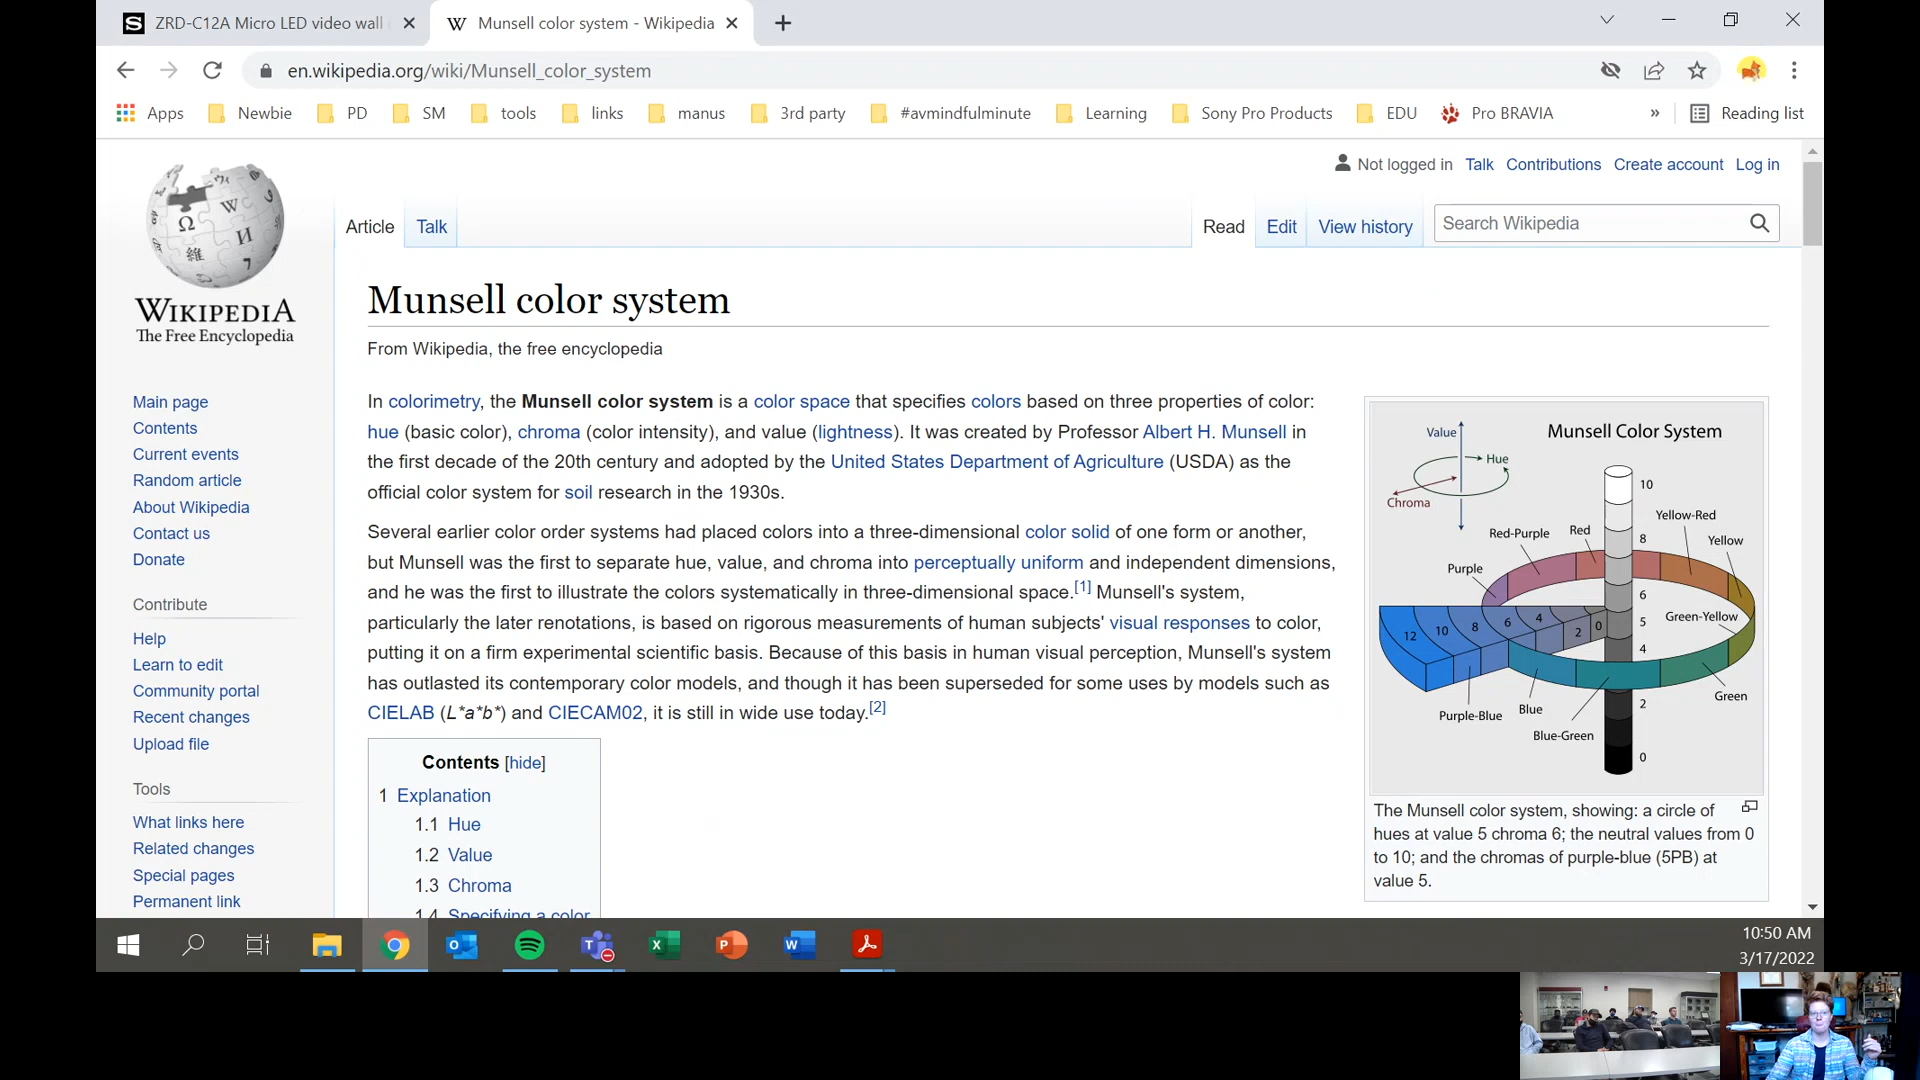 S ZRD-C12A Micro LED video wall
W Munsell color system - Wikipedia
en.wikipedia.org/wiki/Munsell_color_system
Apps Newbie PD SM tools links manus 3rd party #avmindfulminute Learning Sony Pro Products EDU Pro BRAVIA » Reading list
Not logged in Talk Contributions Create account Log in
Article Talk Read Edit View history Search Wikipedia
WIKIPEDIA
The Free Encyclopedia
Main page
Contents
Current events
Random article
About Wikipedia
Contact us
Donate
Contribute
Help
Learn to edit
Community portal
Recent changes
Upload file
Tools
What links here
Related changes
Special pages
Permanent link
Munsell color system
From Wikipedia, the free encyclopedia
In colorimetry, the Munsell color system is a color space that specifies colors based on three properties of color:
hue (basic color), chroma (color intensity), and value (lightness). It was created by Professor Albert H. Munsell in
the first decade of the 20th century and adopted by the United States Department of Agriculture (USDA) as the
official color system for soil research in the 1930s.
Several earlier color order systems had placed colors into a three-dimensional color solid of one form or another,
but Munsell was the first to separate hue, value, and chroma into perceptually uniform and independent dimensions,
and he was the first to illustrate the colors systematically in three-dimensional space.[1] Munsell's system,
particularly the later renotations, is based on rigorous measurements of human subjects' visual responses to color,
putting it on a firm experimental scientific basis. Because of this basis in human visual perception, Munsell's system
has outlasted its contemporary color models, and though it has been superseded for some uses by models such as
CIELAB (L*a*b*) and CIECAM02, it is still in wide use today.[2]
Contents [hide]
1 Explanation
1.1 Hue
1.2 Value
1.3 Chroma
1.4 Specifying a color
Munsell Color System
Value
Hue
Chroma
10
8
6
5
4
2
0
Red-Purple
Red
Yellow-Red
Yellow
Purple
Green-Yellow
12 10 8 6 4 2 0
Green
Blue
Purple-Blue
Blue-Green
The Munsell color system, showing: a circle of
hues at value 5 chroma 6; the neutral values from 0
to 10; and the chromas of purple-blue (5PB) at
value 5.
10:50 AM
3/17/2022